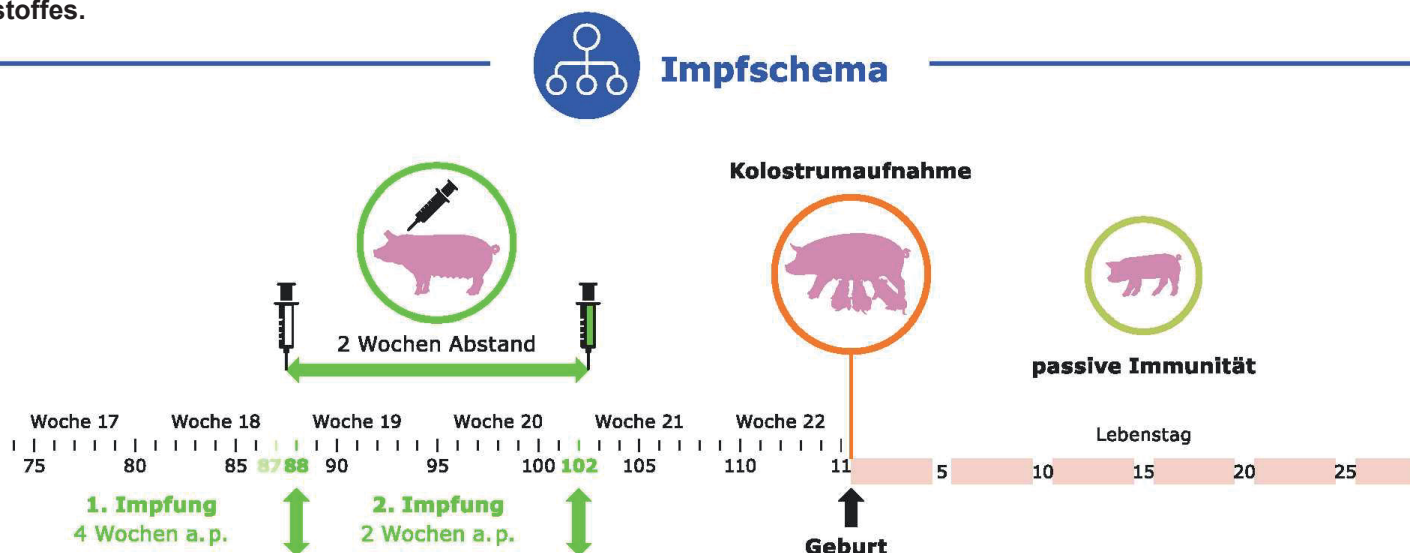 stoffes.
Impfschema
Kolostrumaufnahme
2 Wochen Abstand
passive Immunität
Woche 17 Woche 18 Woche 19 Woche 20 Woche 21 Woche 22
Lebenstag
75 80 85 87 88 90 95 100 102 105 110 11 5 10 15 20 25
1. Impfung 2. Impfung
4 Wochen a.p. 2 Wochen a.p.
Geburt